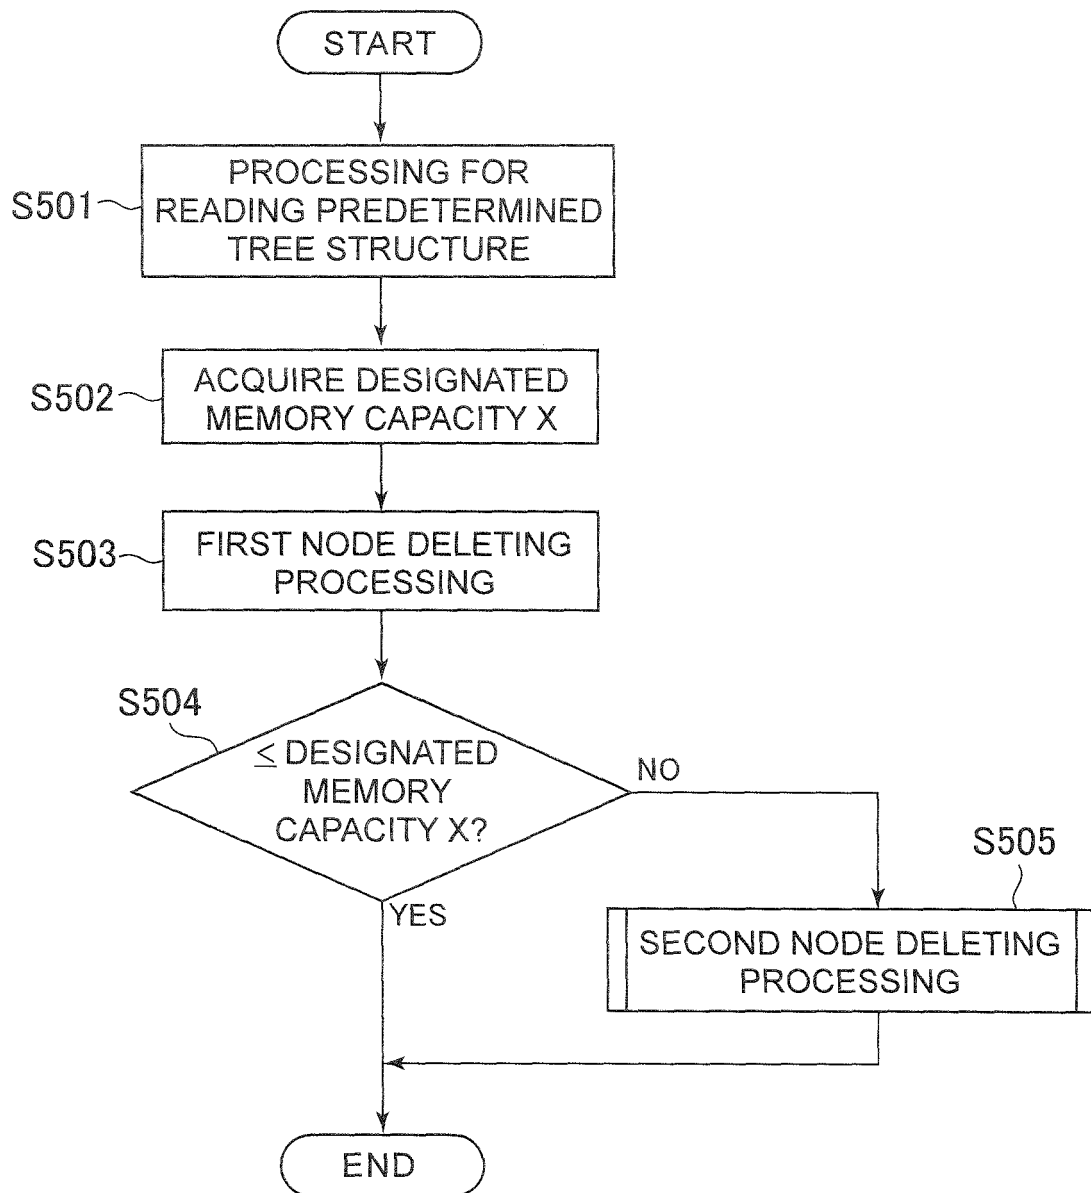 START
S501
PROCESSING FOR
READING PREDETERMINED
TREE STRUCTURE
S502
ACQUIRE DESIGNATED
MEMORY CAPACITY X
S503
FIRST NODE DELETING
PROCESSING
S504
≤ DESIGNATED
MEMORY
CAPACITY X?
NO
YES
S505
SECOND NODE DELETING
PROCESSING
END